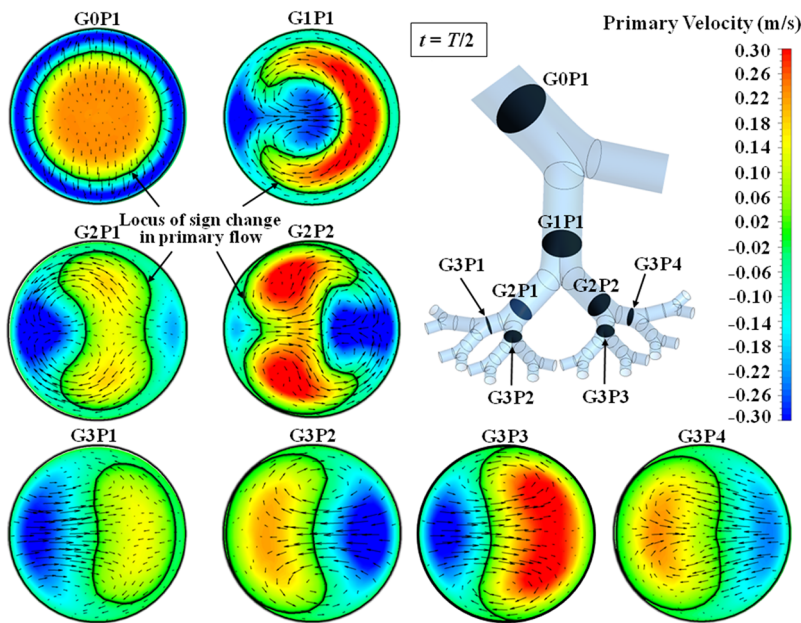 G0P1
G1P1
t = T/2
Primary Velocity (m/s)
0.30
0.26
0.22
0.18
0.14
0.10
0.06
0.02
-0.02
-0.06
-0.10
-0.14
-0.18
-0.22
-0.26
-0.30
G0P1
G1P1
G3P1
G2P1
G2P2
G3P4
G3P2
G3P3
Locus of sign change
in primary flow
G2P1
G2P2
G3P1
G3P2
G3P3
G3P4